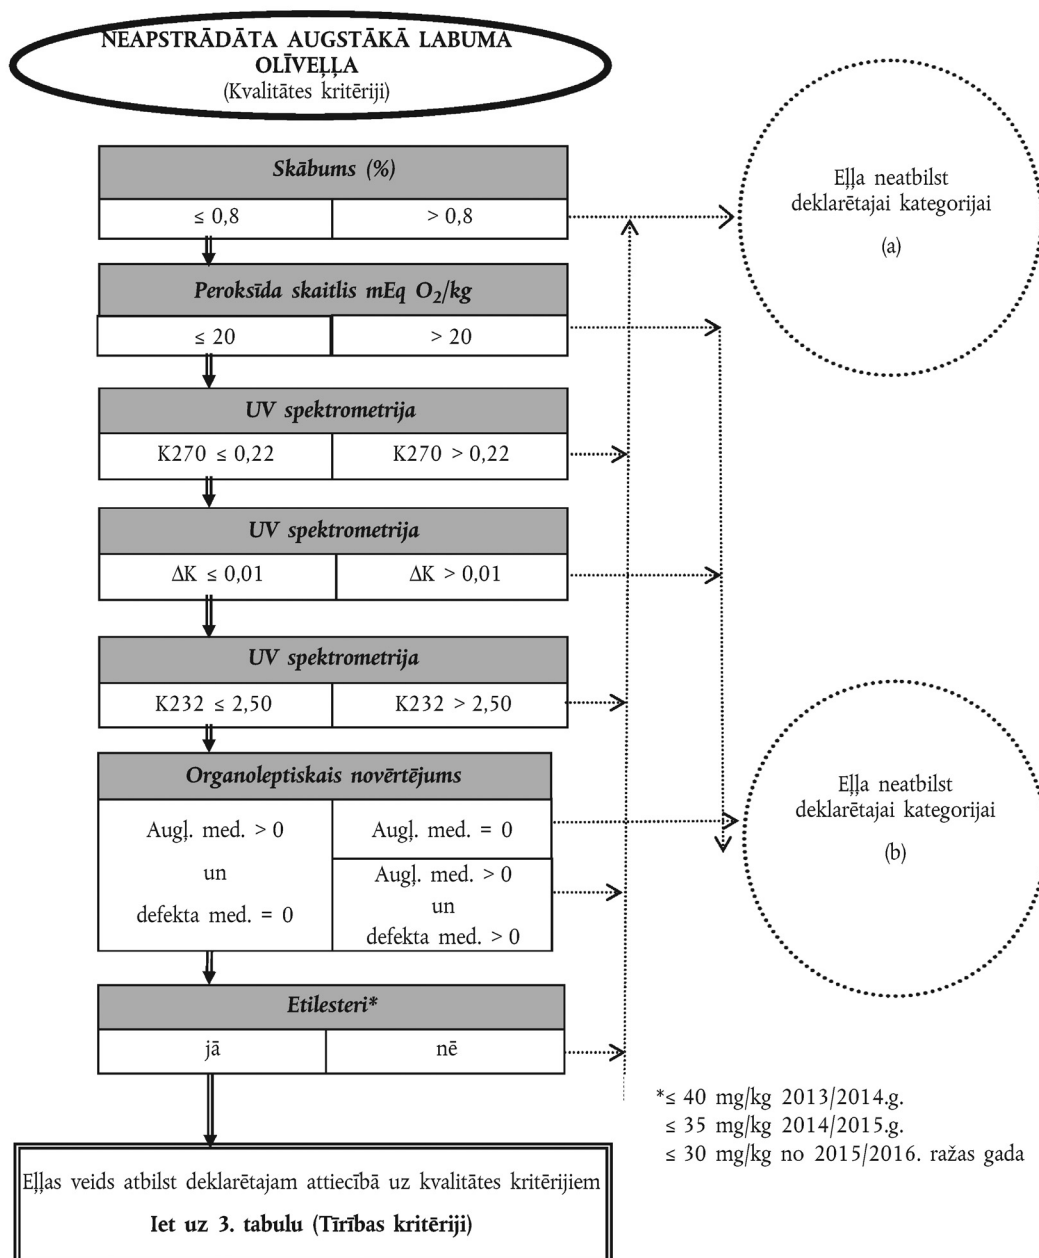 NEAPSTRĀDĀTA AUGSTĀKĀ LABUMA
OLĪVEĻĻA
(Kvalitātes kritēriji)
Eļļa neatbilst
deklarētajai kategorijai
(a)
Skābums (%)
≤ 0,8
> 0,8
Peroksīda skaitlis mEq O₂/kg
≤ 20
> 20
UV spektrometrija
K270 ≤ 0,22
K270 > 0,22
UV spektrometrija
ΔK ≤ 0,01
ΔK > 0,01
UV spektrometrija
K232 ≤ 2,50
K232 > 2,50
Organoleptiskais novērtējums
Augļ. med. > 0
un
defekta med. = 0
Augļ. med. = 0
Augļ. med. > 0
un
defekta med. > 0
Eļļa neatbilst
deklarētajai kategorijai
(b)
Etilesteri*
jā
nē
*≤ 40 mg/kg 2013/2014.g.
≤ 35 mg/kg 2014/2015.g.
≤ 30 mg/kg no 2015/2016. ražas gada
Eļļas veids atbilst deklarētajam attiecībā uz kvalitātes kritērijiem
Iet uz 3. tabulu (Tīrības kritēriji)